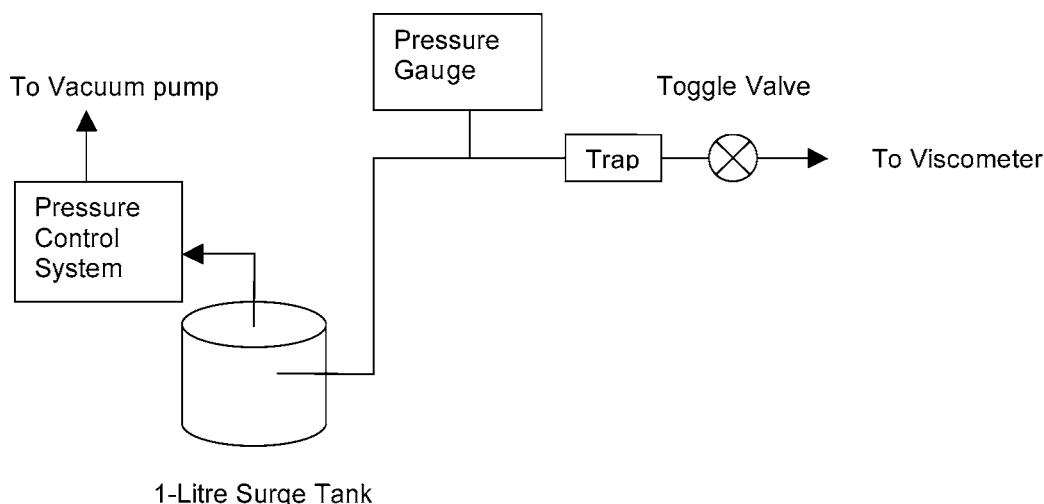 Pressure
Gauge
To Vacuum pump
Toggle Valve
Trap
To Viscometer
Pressure
Control
System
1-Litre Surge Tank